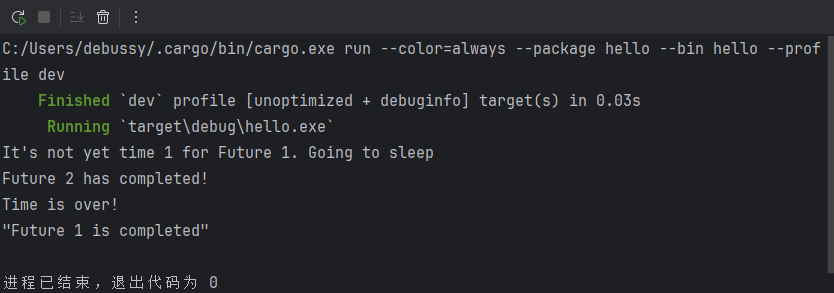 C:/Users/debussy/.cargo/bin/cargo.exe run --color=always --package hello --bin hello --prof
ile dev
    Finished `dev` profile [unoptimized + debuginfo] target(s) in 0.03s
     Running `target\debug\hello.exe`
It's not yet time 1 for Future 1. Going to sleep
Future 2 has completed!
Time is over!
"Future 1 is completed"
进程已结束，退出代码为 0